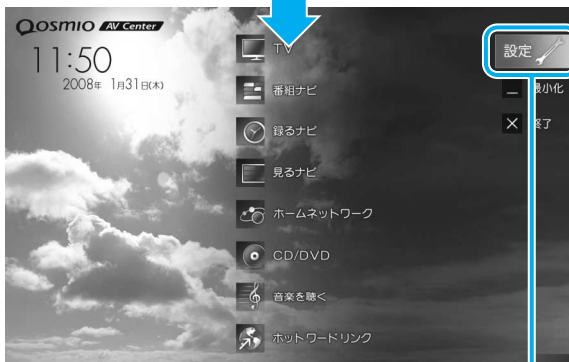 Qosmio AV Center
11:50
2008年 1月31日(木)
TV
番組ナビ
録るナビ
見るナビ
ホームネットワーク
CD/DVD
音楽を聴く
ホットワードリンク
設定
最小化
終了